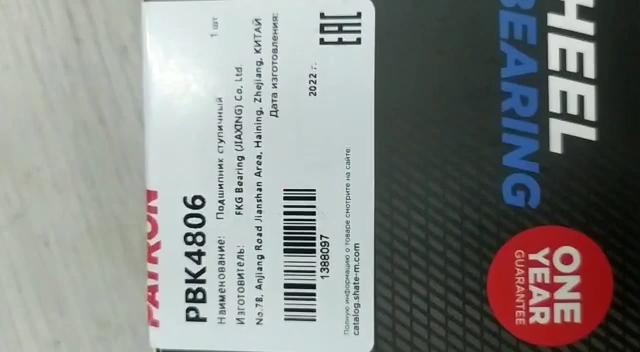 PATRON
PBK4806
Наименование: Подшипник ступичный 1 шт
Изготовитель: FKG Bearing (JIAXING) Co, Ltd.
No.78, Anjiang Road Jianshan Area, Haining, Zhejiang, КИТАЙ
Дата изготовления:
2022 г.
1388097
Полную информацию о товаре смотрите на сайте:
catalog.shate-m.com
EAC
HEEL
BEARING
ONE
YEAR
GUARANTEE